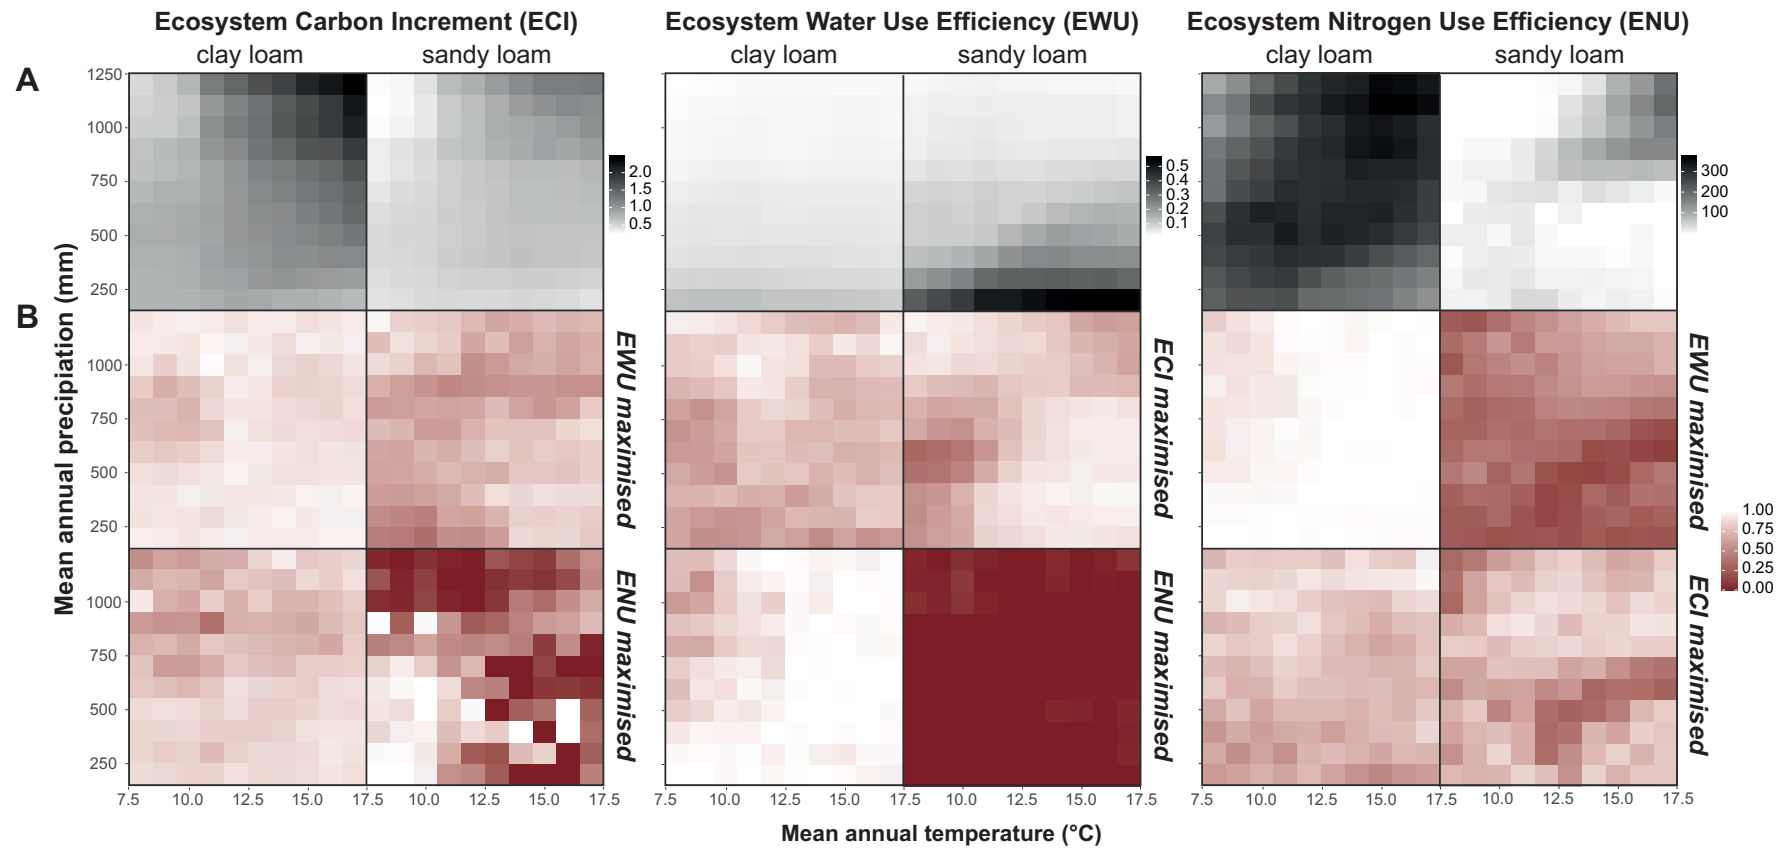 Ecosystem Carbon Increment (ECI) Ecosystem Water Use Efficiency (EWU) Ecosystem Nitrogen Use Efficiency (ENU)
clay loam sandy loam clay loam sandy loam clay loam sandy loam
A
1250
1000
750
500
250
2.0
1.0
1.5
0.5
0.5
0.4
0.3
0.2
0.1
300
200
100
B
Mean annual precipiation (mm)
1000
750
500
250
EWU maximised
ECI maximised
EWU maximised
1.00
0.75
0.50
0.25
0.00
1000
750
500
250
ENU maximised
ENU maximised
ECI maximised
7.5 10.0 12.5 15.0 17.5 10.0 12.5 15.0 17.5
7.5 10.0 12.5 15.0 17.5 10.0 12.5 15.0 17.5
7.5 10.0 12.5 15.0 17.5 10.0 12.5 15.0 17.5
Mean annual temperature (°C)